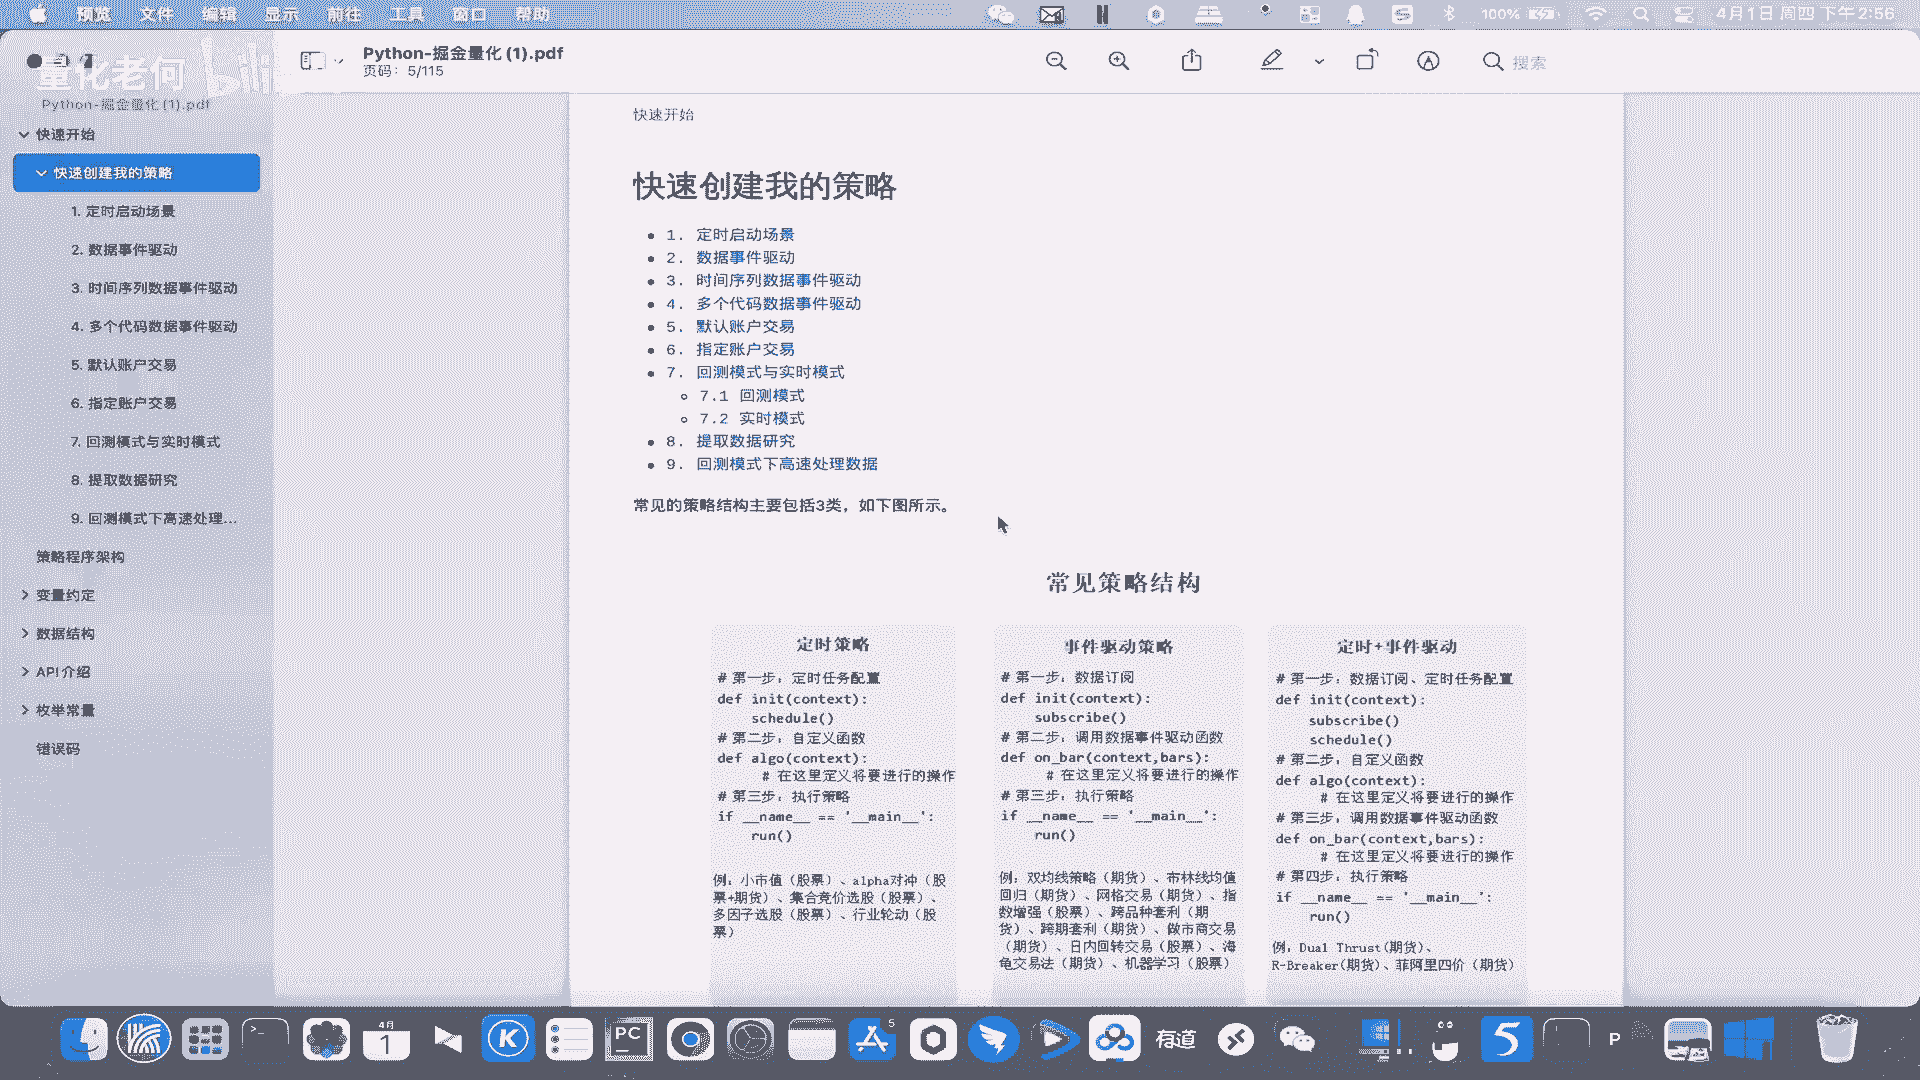 预览 文件 编辑 显示 前往 工具 窗口 帮助
100%
4月1日 周四 下午2:56
量化老何 bili
Python-掘金量化 (1).pdf
页码：5/115
搜索
Python-掘金量化 (1).pdf
快速开始
快速创建我的策略
1. 定时启动场景
2. 数据事件驱动
3. 时间序列数据事件驱动
4. 多个代码数据事件驱动
5. 默认账户交易
6. 指定账户交易
7. 回测模式与实时模式
8. 提取数据研究
9. 回测模式下高速处理...
策略程序架构
变量约定
数据结构
API介绍
枚举常量
错误码
快速开始
快速创建我的策略
1. 定时启动场景
2. 数据事件驱动
3. 时间序列数据事件驱动
4. 多个代码数据事件驱动
5. 默认账户交易
6. 指定账户交易
7. 回测模式与实时模式
7.1 回测模式
7.2 实时模式
8. 提取数据研究
9. 回测模式下高速处理数据
常见的策略结构主要包括3类，如下图所示。
常见策略结构
定时策略
# 第一步：定时任务配置
def init(context):
schedule()
# 第二步：自定义函数
def algo(context):
# 在这里定义将要进行的操作
# 第三步：执行策略
if __name__ == '__main__':
run()
例：小市值（股票）、alpha对冲（股
票+期货）、集合竞价选股（股票）、
多因子选股（股票）、行业轮动（股
票）
事件驱动策略
# 第一步：数据订阅
def init(context):
subscribe()
# 第二步：调用数据事件驱动函数
def on_bar(context,bars):
# 在这里定义将要进行的操作
# 第三步：执行策略
if __name__ == '__main__':
run()
例：双均线策略（期货）、布林线均值
回归（期货）、网格交易（期货）、指
数增强（股票）、跨品种套利（期
货）、跨期套利（期货）、做市商交易
（期货）、日内回转交易（股票）、海
龟交易法（期货）、机器学习（股票）
定时+事件驱动
# 第一步：数据订阅、定时任务配置
def init(context):
subscribe()
schedule()
# 第二步：自定义函数
def algo(context):
# 在这里定义将要进行的操作
# 第三步：调用数据事件驱动函数
def on_bar(context,bars):
# 在这里定义将要进行的操作
# 第四步：执行策略
if __name__ == '__main__':
run()
例：Dual Thrust(期货)、
R-Breaker(期货)、菲阿里四价（期货）
4月
1
K
PC
5
有道
5
P